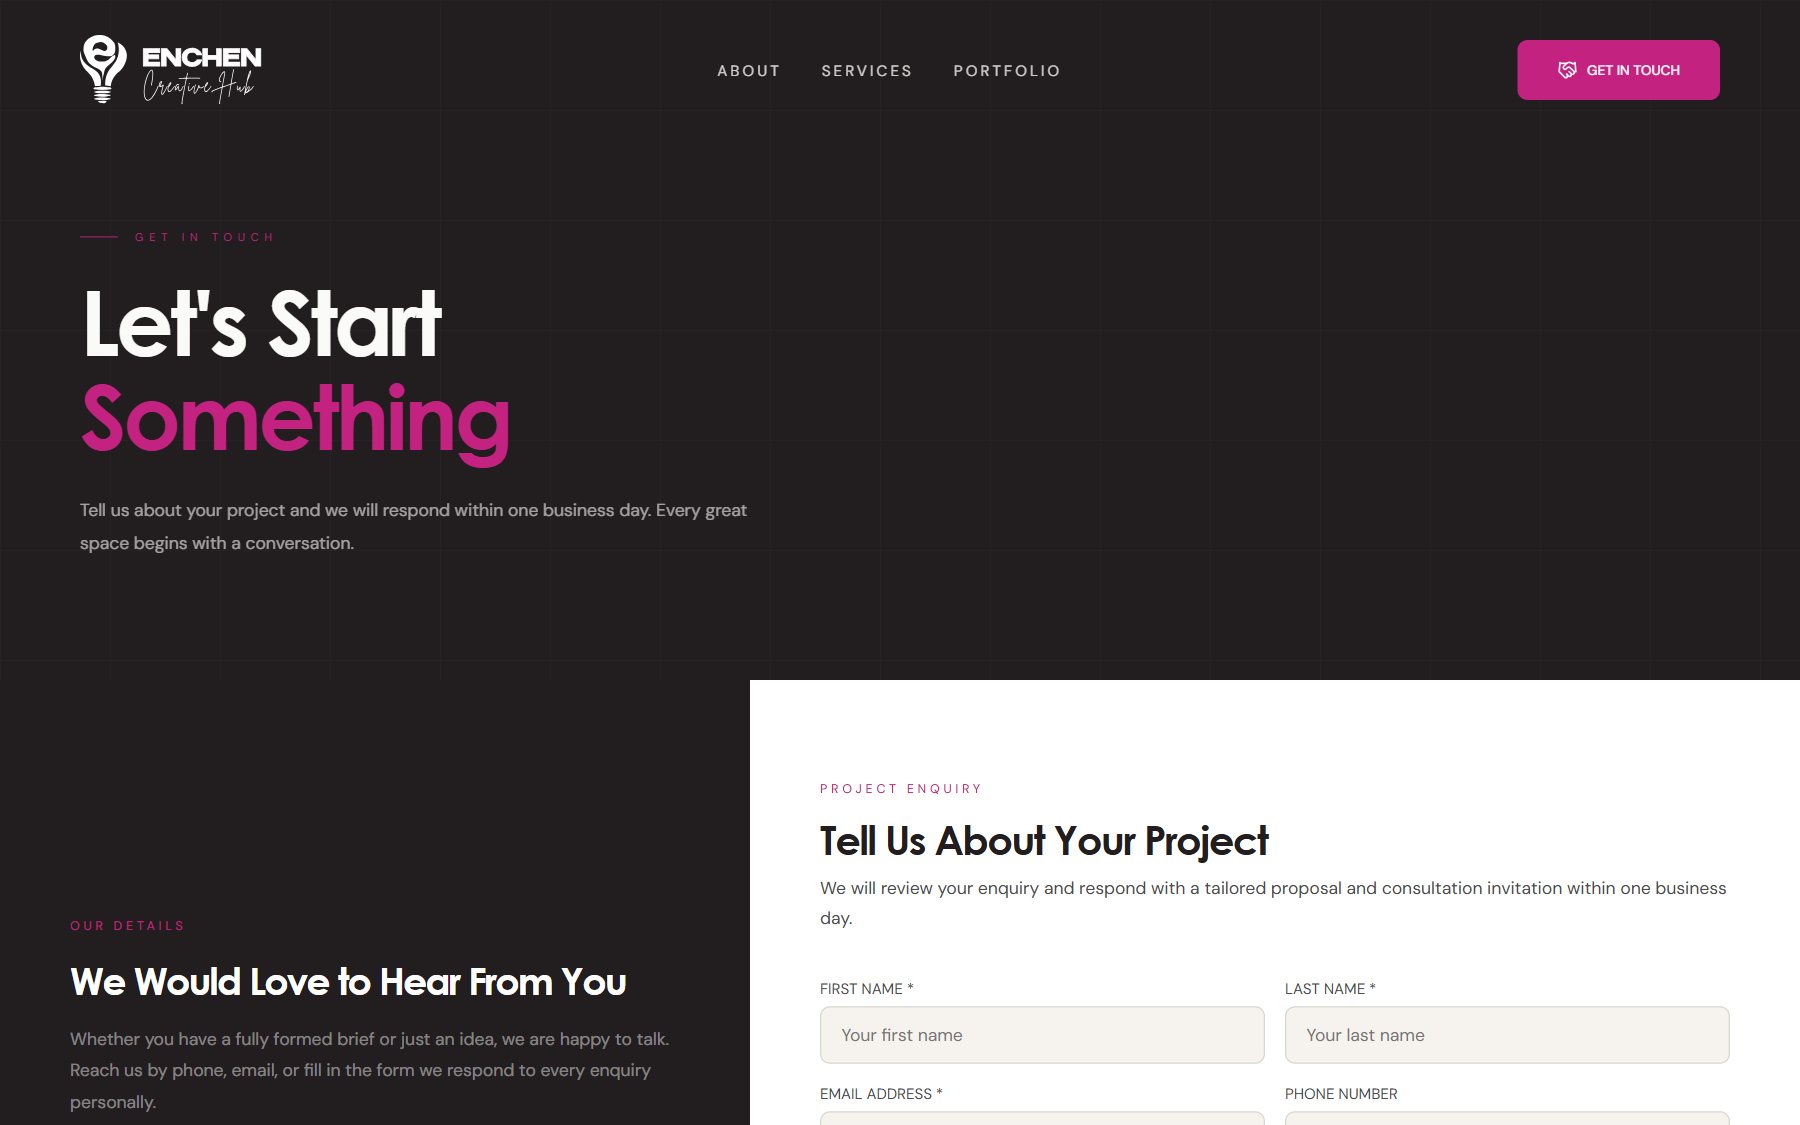 ENCHEN
Creative Hub
ABOUT
SERVICES
PORTFOLIO
GET IN TOUCH
GET IN TOUCH
Let's Start
Something
Tell us about your project and we will respond within one business day. Every great
space begins with a conversation.
OUR DETAILS
We Would Love to Hear From You
Whether you have a fully formed brief or just an idea, we are happy to talk.
Reach us by phone, email, or fill in the form we respond to every enquiry
personally.
PROJECT ENQUIRY
Tell Us About Your Project
We will review your enquiry and respond with a tailored proposal and consultation invitation within one business
day.
FIRST NAME *
Your first name
LAST NAME *
Your last name
EMAIL ADDRESS *
PHONE NUMBER